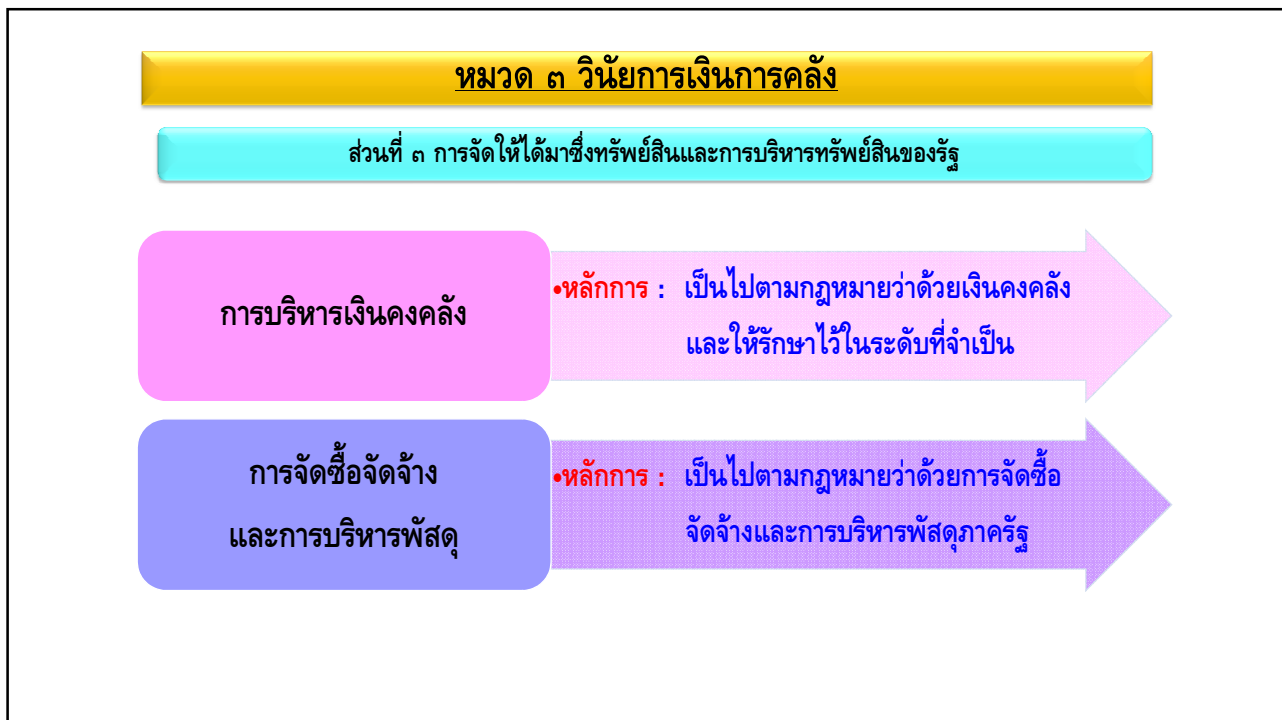 หมวด ๓ วินัยการเงินการคลัง
ส่วนที่ ๓ การจัดให้ได้มาซึ่งทรัพย์สินและการบริหารทรัพย์สินของรัฐ
การบริหารเงินคงคลัง
•หลักการ : เป็นไปตามกฎหมายว่าด้วยเงินคงคลัง
และให้รักษาไว้ในระดับที่จำเป็น
การจัดซื้อจัดจ้าง
และการบริหารพัสดุ
•หลักการ : เป็นไปตามกฎหมายว่าด้วยการจัดซื้อ
จัดจ้างและการบริหารพัสดุภาครัฐ